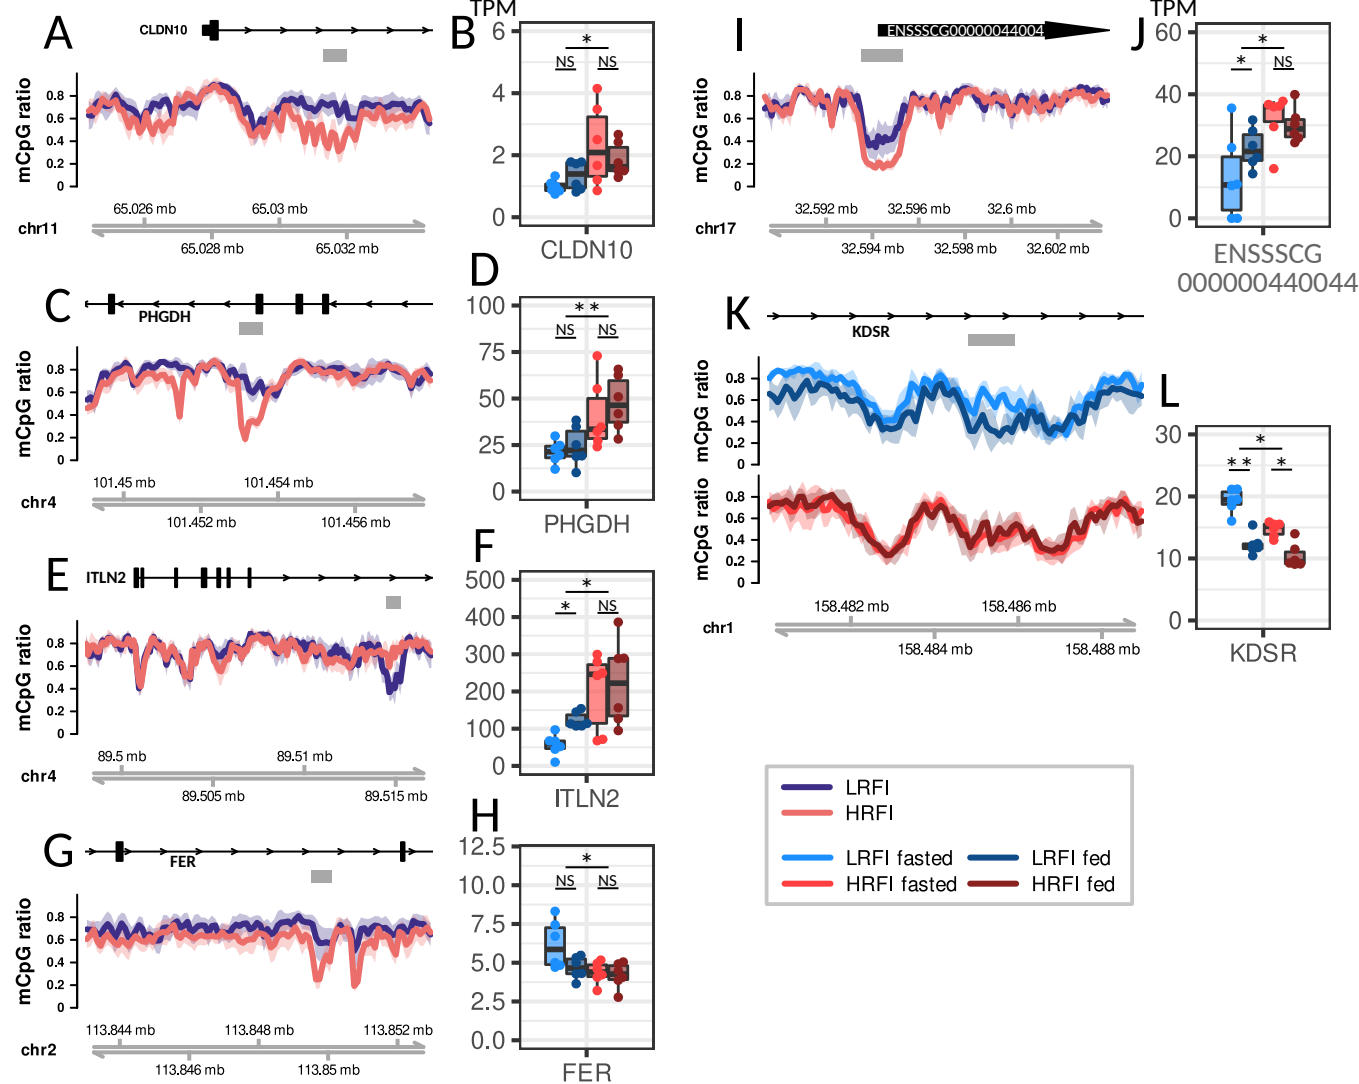 A
CLDN10
mCpG ratio
0.8
0.6
0.4
0.2
0
65.026 mb
65.03 mb
chr11
65.028 mb
65.032 mb
B
TPM
6
4
2
0
*
NS
NS
CLDN10
C
PHGDH
mCpG ratio
0.8
0.6
0.4
0.2
0
101.45 mb
101.454 mb
chr4
101.452 mb
101.456 mb
D
100
75
50
25
0
**
NS
NS
PHGDH
E
ITLN2
mCpG ratio
0.8
0.6
0.4
0.2
0
89.5 mb
89.51 mb
chr4
89.505 mb
89.515 mb
F
500
400
300
200
100
0
*
*
NS
ITLN2
G
FER
mCpG ratio
0.8
0.6
0.4
0.2
0
113.844 mb
113.848 mb
113.852 mb
chr2
113.846 mb
113.85 mb
H
12.5
10.0
7.5
5.0
2.5
0.0
*
NS
NS
FER
I
ENSSSCG00000044004
mCpG ratio
0.8
0.6
0.4
0.2
0
32.592 mb
32.596 mb
32.6 mb
chr17
32.594 mb
32.598 mb
32.602 mb
J
TPM
60
40
20
0
*
*
NS
ENSSSCG
000000440044
K
KDSR
mCpG ratio
0.8
0.6
0.4
0.2
0
mCpG ratio
0.8
0.6
0.4
0.2
0
158.482 mb
158.486 mb
chr1
158.484 mb
158.488 mb
L
30
20
10
0
*
**
*
KDSR
LRFI
HRFI
LRFI fasted
LRFI fed
HRFI fasted
HRFI fed